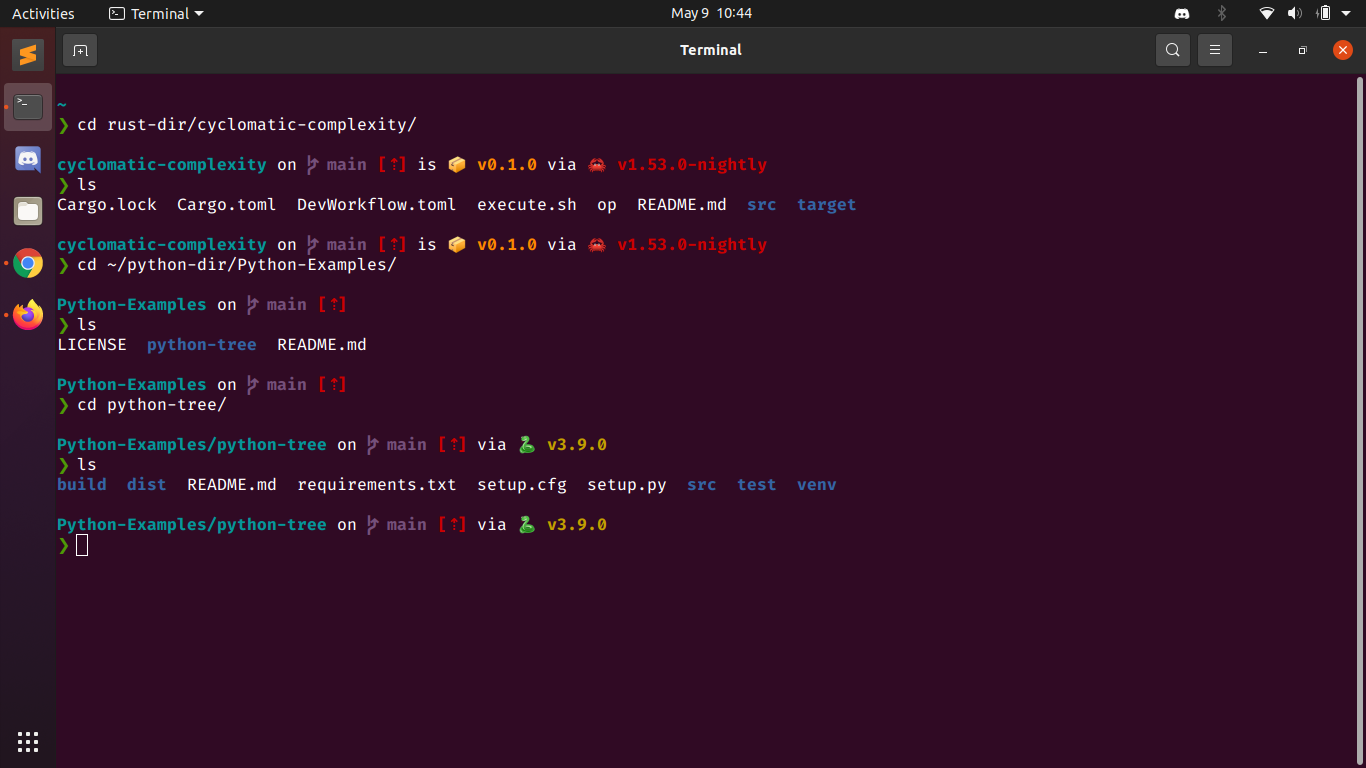 Activities Terminal May 9 10:44
Terminal
~
❯ cd rust-dir/cyclomatic-complexity/
cyclomatic-complexity on main [⇡] is 📦 v0.1.0 via 🦀 v1.53.0-nightly
❯ ls
Cargo.lock Cargo.toml DevWorkflow.toml execute.sh op README.md src target
cyclomatic-complexity on main [⇡] is 📦 v0.1.0 via 🦀 v1.53.0-nightly
❯ cd ~/python-dir/Python-Examples/
Python-Examples on main [⇡]
❯ ls
LICENSE python-tree README.md
Python-Examples on main [⇡]
❯ cd python-tree/
Python-Examples/python-tree on main [⇡] via 🐍 v3.9.0
❯ ls
build dist README.md requirements.txt setup.cfg setup.py src test venv
Python-Examples/python-tree on main [⇡] via 🐍 v3.9.0
❯